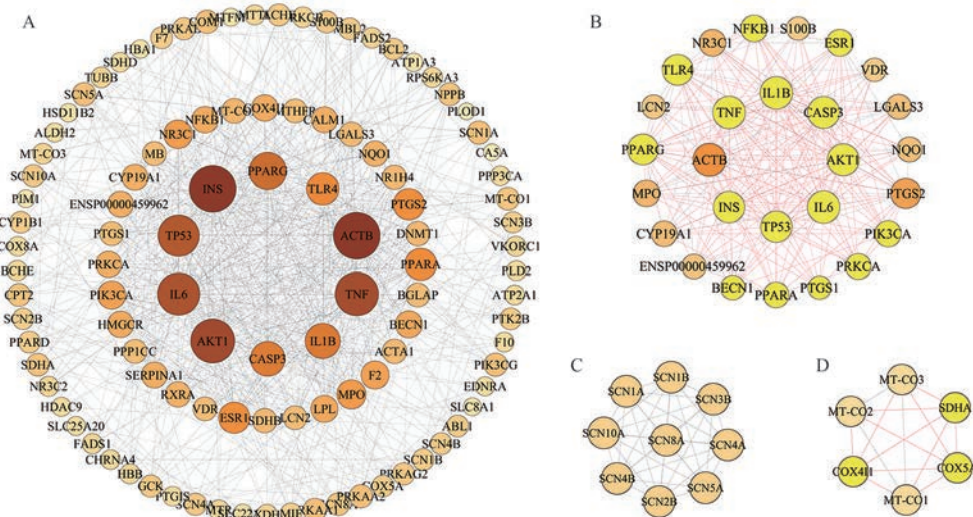 A
MTFM
COMT
PRKAL
F7
HBA1
SDHD
TUBB
SCN5A
HSD11B2
ALDH2
MT-CO3
SCN10A
PIM1
CYP1B1
COX8A
BCHE
CPT2
SCN2B
PPARD
SDHA
NR3C2
HDAC9
SLC25A20
FADS1
CHRNA4
HBB
GCK
PTGIS
SCN4A
S100B
MBL2
FADS2
BCL2
ATP1A3
RPS6KA3
NPPB
PLOD1
SCN1A
CA5A
PPP3CA
MT-CO1
SCN3B
VKORC1
PLD2
ATP2A1
PTK2B
F10
PIK3CG
EDNRA
SLC8A1
ABL1
SCN4B
SCN1B
PRKAG2
COX5A
PRKAA2
COX4I1
MTHFR
CALM1
LGALS3
NQO1
NR1H4
PTGS2
DNMT1
PPARA
BGLAP
BECN1
ACTA1
F2
MPO
LPL
LCN2
SDHB
ESR1
VDR
RXRA
SERPINA1
PPP1CC
HMGCR
PIK3CA
PRKCA
PTGS1
ENSP00000459962
CYP19A1
MB
NR3C1
NFKB1
PPARG
TLR4
ACTB
TNF
IL1B
CASP3
AKT1
IL6
TP53
INS
B
NFKB1
S100B
NR3C1
ESR1
TLR4
VDR
IL1B
LCN2
TNF
CASP3
LGALS3
PPARG
ACTB
AKT1
NQO1
MPO
PTGS2
INS
IL6
CYP19A1
TP53
PIK3CA
ENSP00000459962
PRKCA
BECN1
PPARA
PTGS1
C
SCN1B
SCN1A
SCN3B
SCN10A
SCN8A
SCN4A
SCN4B
SCN5A
SCN2B
D
MT-CO3
MT-CO2
SDHA
COX4I1
COX5A
MT-CO1